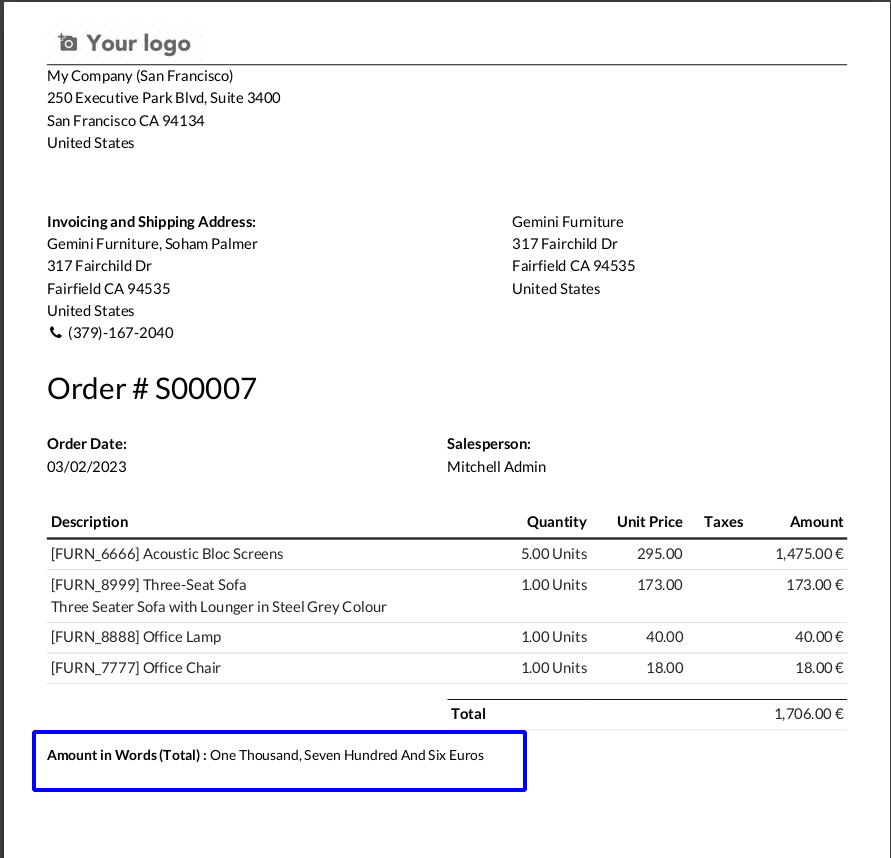 Your logo
My Company (San Francisco)
250 Executive Park Blvd, Suite 3400
San Francisco CA 94134
United States
Invoicing and Shipping Address:
Gemini Furniture, Soham Palmer
317 Fairchild Dr
Fairfield CA 94535
United States
(379)-167-2040
Gemini Furniture
317 Fairchild Dr
Fairfield CA 94535
United States
Order # S00007
Order Date: Salesperson:
03/02/2023 Mitchell Admin
Description Quantity Unit Price Taxes Amount
[FURN_6666] Acoustic Bloc Screens 5.00 Units 295.00 1,475.00 €
[FURN_8999] Three-Seat Sofa 1.00 Units 173.00 173.00 €
Three Seater Sofa with Lounger in Steel Grey Colour
[FURN_8888] Office Lamp 1.00 Units 40.00 40.00 €
[FURN_7777] Office Chair 1.00 Units 18.00 18.00 €
Total 1,706.00 €
Amount in Words (Total) : One Thousand, Seven Hundred And Six Euros